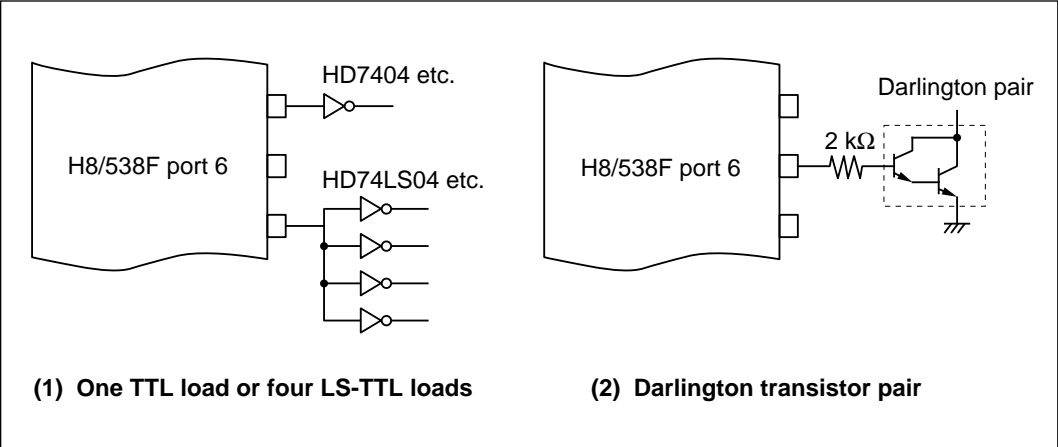 HD7404 etc.
H8/538F port 6
HD74LS04 etc.
(1) One TTL load or four LS-TTL loads
Darlington pair
2 kΩ
H8/538F port 6
(2) Darlington transistor pair